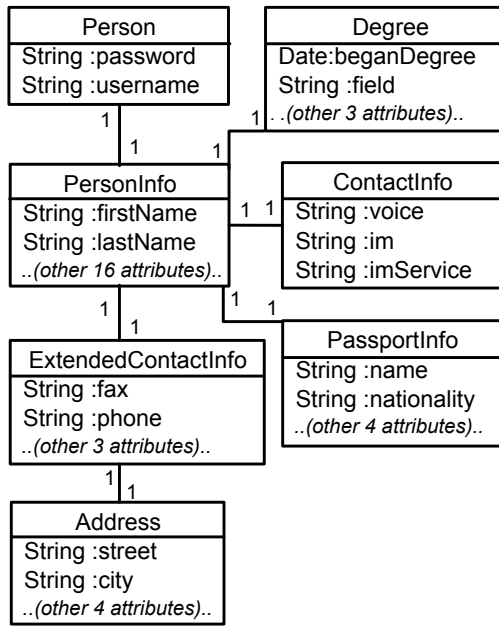 Person
String :password
String :username
Degree
Date:beganDegree
String :field
. .(other 3 attributes)..
1
1
1
1
PersonInfo
String :firstName
String :lastName
..(other 16 attributes)..
1
1
ContactInfo
String :voice
String :im
String :imService
1
1
1
1
PassportInfo
String :name
String :nationality
..(other 4 attributes)..
ExtendedContactInfo
String :fax
String :phone
..(other 3 attributes)..
1
1
Address
String :street
String :city
..(other 4 attributes)..